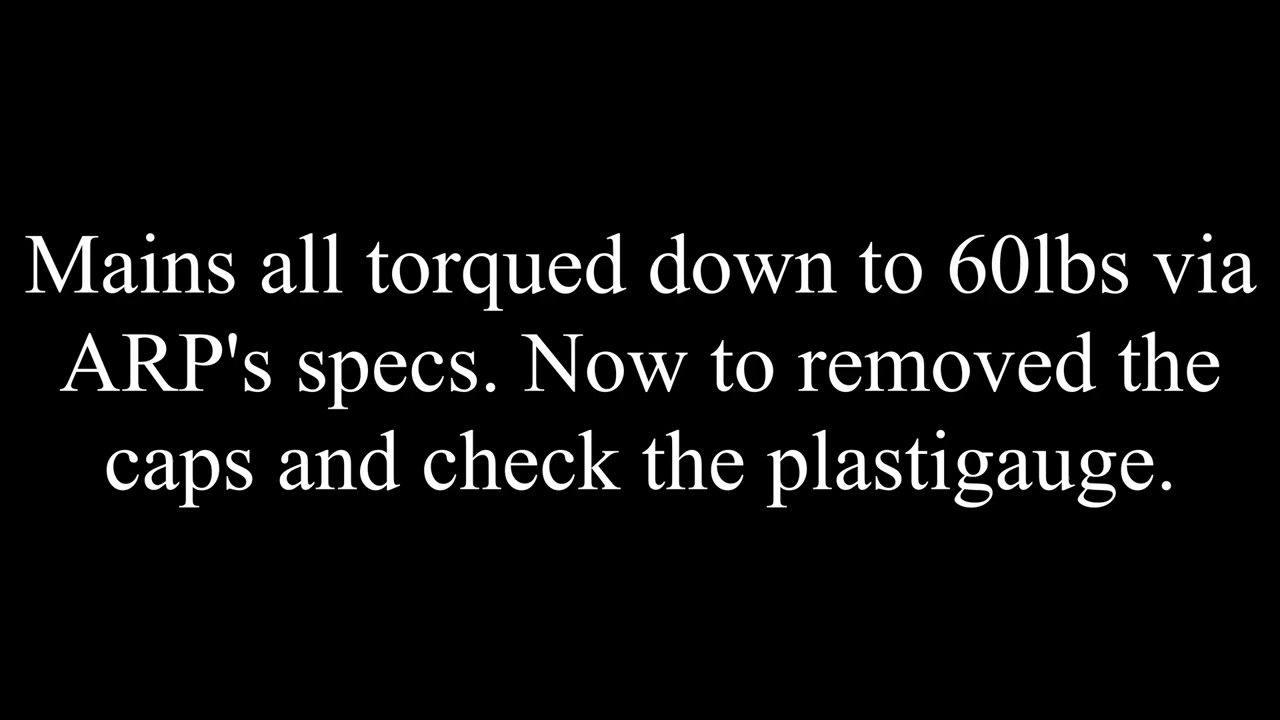 Mains all torqued down to 60lbs via
ARP's specs. Now to removed the
caps and check the plastigauge.